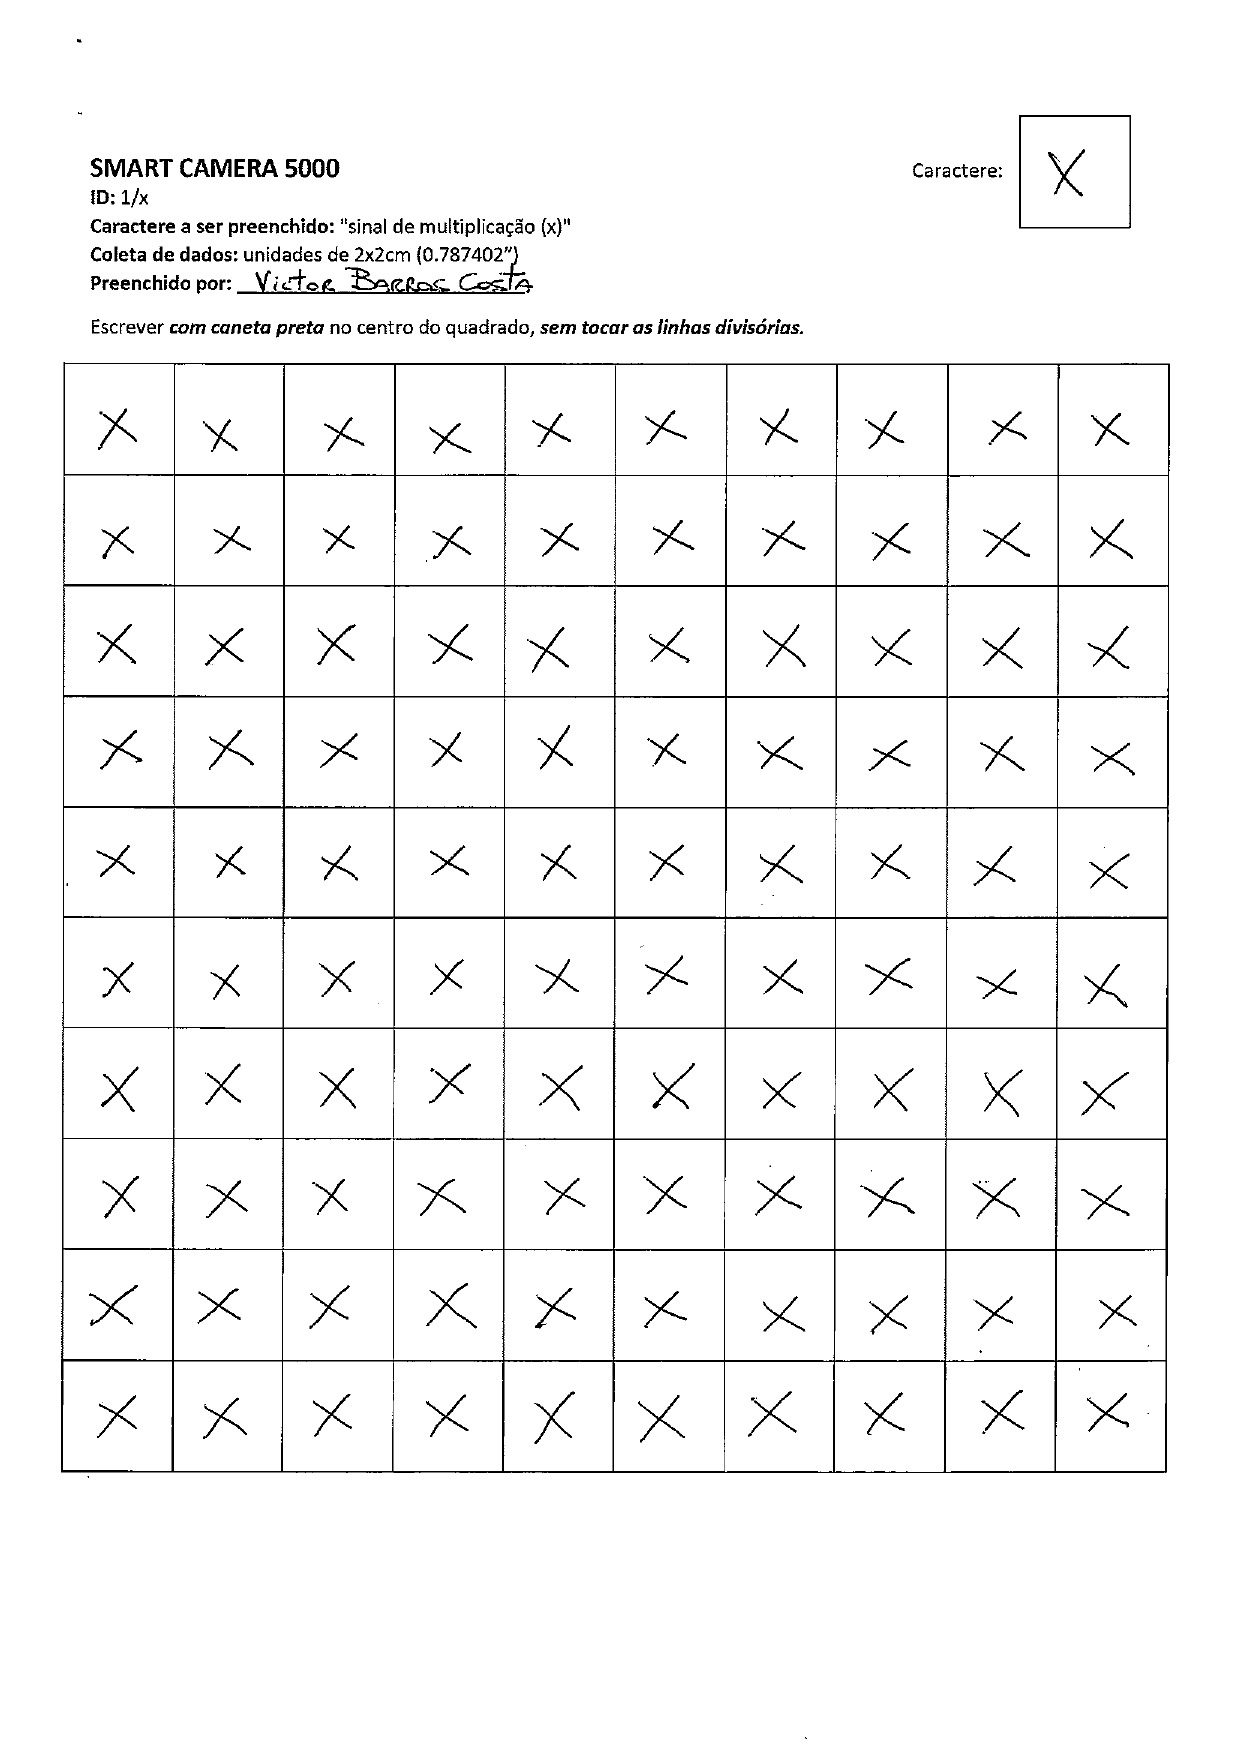 SMART CAMERA 5000
Caractere: X
ID: 1/x
Caractere a ser preenchido: "sinal de multiplicação (x)"
Coleta de dados: unidades de 2x2cm (0.787402")
Preenchido por: Victor Barros Costa
Escrever com caneta preta no centro do quadrado, sem tocar as linhas divisórias.
X X X X X X X X X X
X X X X X X X X X X
X X X X X X X X X X
X X X X X X X X X X
X X X X X X X X X X
X X X X X X X X X X
X X X X X X X X X X
X X X X X X X X X X
X X X X X X X X X X
X X X X X X X X X X